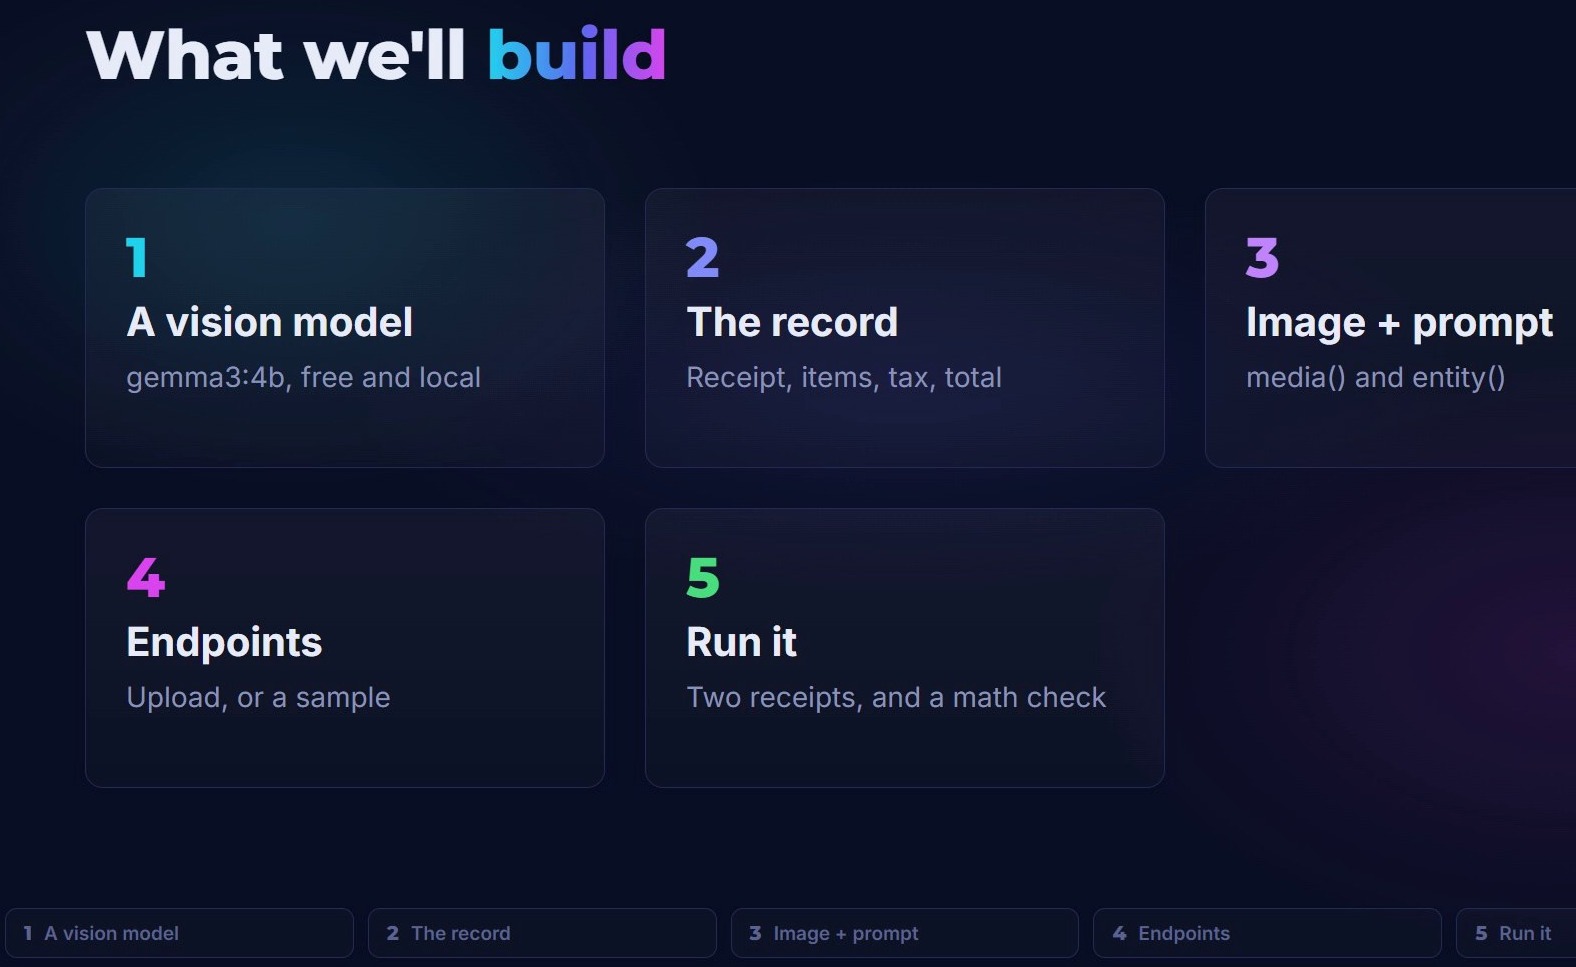 What we'll build
1
A vision model
gemma3:4b, free and local
2
The record
Receipt, items, tax, total
3
Image + prompt
media() and entity()
4
Endpoints
Upload, or a sample
5
Run it
Two receipts, and a math check
1 A vision model
2 The record
3 Image + prompt
4 Endpoints
5 Run it